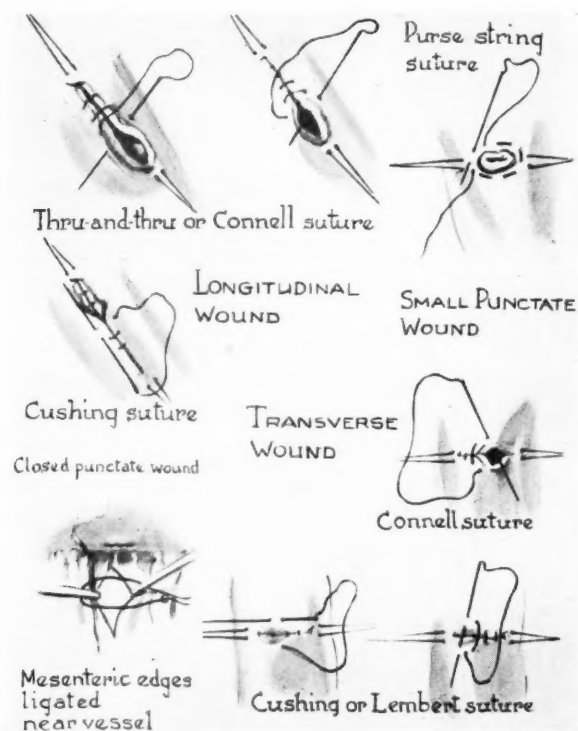 Purse string
suture
Thru-and-thru or Connell suture
LONGITUDINAL
WOUND
SMALL PUNCTATE
WOUND
Cushing suture
TRANSVERSE
WOUND
Closed punctate wound
Connell suture
Mesenteric edges
ligated
near vessel
Cushing or Lembert suture